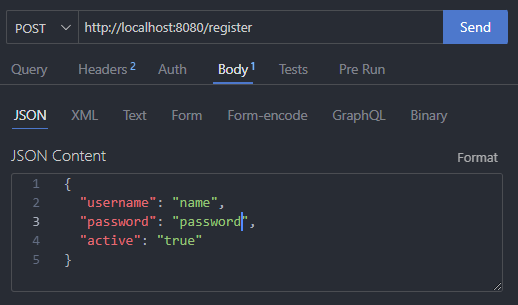 POST http://localhost:8080/register Send
Query Headers 2 Auth Body 1 Tests Pre Run
JSON XML Text Form Form-encode GraphQL Binary
JSON Content Format
1 {
2 "username": "name",
3 "password": "password",
4 "active": "true"
5 }